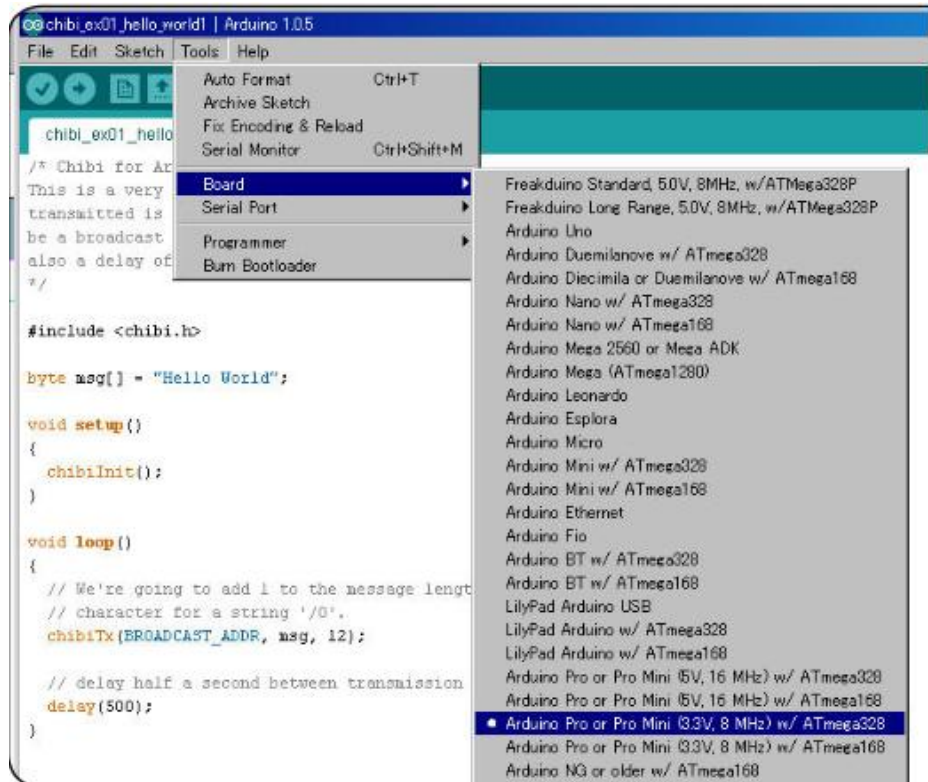 chibi_ex01_hello_world1 | Arduino 1.0.5
File Edit Sketch Tools Help
Auto Format Ctrl+T
Archive Sketch
Fix Encoding & Reload
Serial Monitor Ctrl+Shift+M
Board
Serial Port
Programmer
Burn Bootloader
Freakduino Standard, 5.0V, 8MHz, w/ATMega328P
Freakduino Long Range, 5.0V, 8MHz, w/ATMega328P
Arduino Uno
Arduino Duemilanove w/ ATmega328
Arduino Diecimila or Duemilanove w/ ATmega168
Arduino Nano w/ ATmega328
Arduino Nano w/ ATmega168
Arduino Mega 2560 or Mega ADK
Arduino Mega (ATmega1280)
Arduino Leonardo
Arduino Esplora
Arduino Micro
Arduino Mini w/ ATmega328
Arduino Mini w/ ATmega168
Arduino Ethernet
Arduino Fio
Arduino BT w/ ATmega328
Arduino BT w/ ATmega168
LilyPad Arduino USB
LilyPad Arduino w/ ATmega328
LilyPad Arduino w/ ATmega168
Arduino Pro or Pro Mini (5V, 16 MHz) w/ ATmega328
Arduino Pro or Pro Mini (5V, 16 MHz) w/ ATmega168
Arduino Pro or Pro Mini (3.3V, 8 MHz) w/ ATmega328
Arduino Pro or Pro Mini (3.3V, 8 MHz) w/ ATmega168
Arduino NG or older w/ ATmega168
chibi_ex01_hello
/* Chibi for Ar
This is a very
transmitted is
be a broadcast
also a delay of
*/
#include <chibi.h>
byte msg[] = "Hello World";
void setup()
{
chibiInit();
}
void loop()
{
// We're going to add 1 to the message lengt
// character for a string '/0'.
chibiTx(BROADCAST_ADDR, msg, 12);
// delay half a second between transmission
delay(500);
}